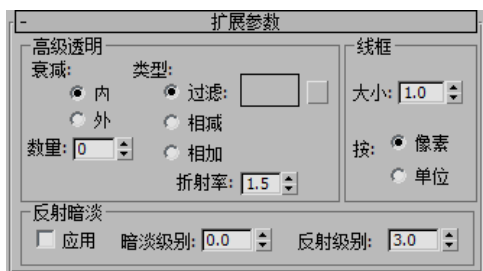 - 扩展参数
高级透明
衰减:
内
外
数量: 0
类型:
过滤:
相减
相加
折射率: 1.5
线框
大小: 1.0
按: 像素
单位
反射暗淡
应用 暗淡级别: 0.0 反射级别: 3.0